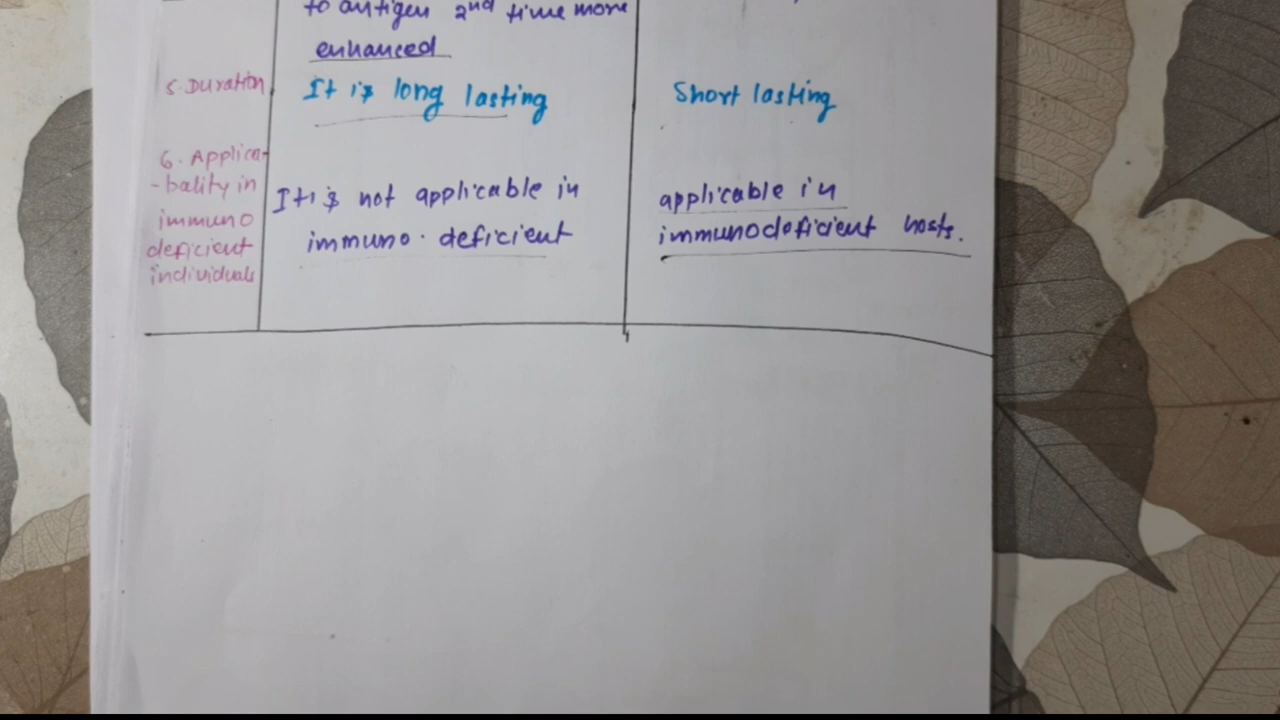 to antigen 2nd time more
enhanced
5. Duration
It is long lasting
Short lasting
6. Applica-
-bality in
immuno
deficient
individuals
It is not applicable in
immuno. deficient
applicable in
immunodeficient hosts.